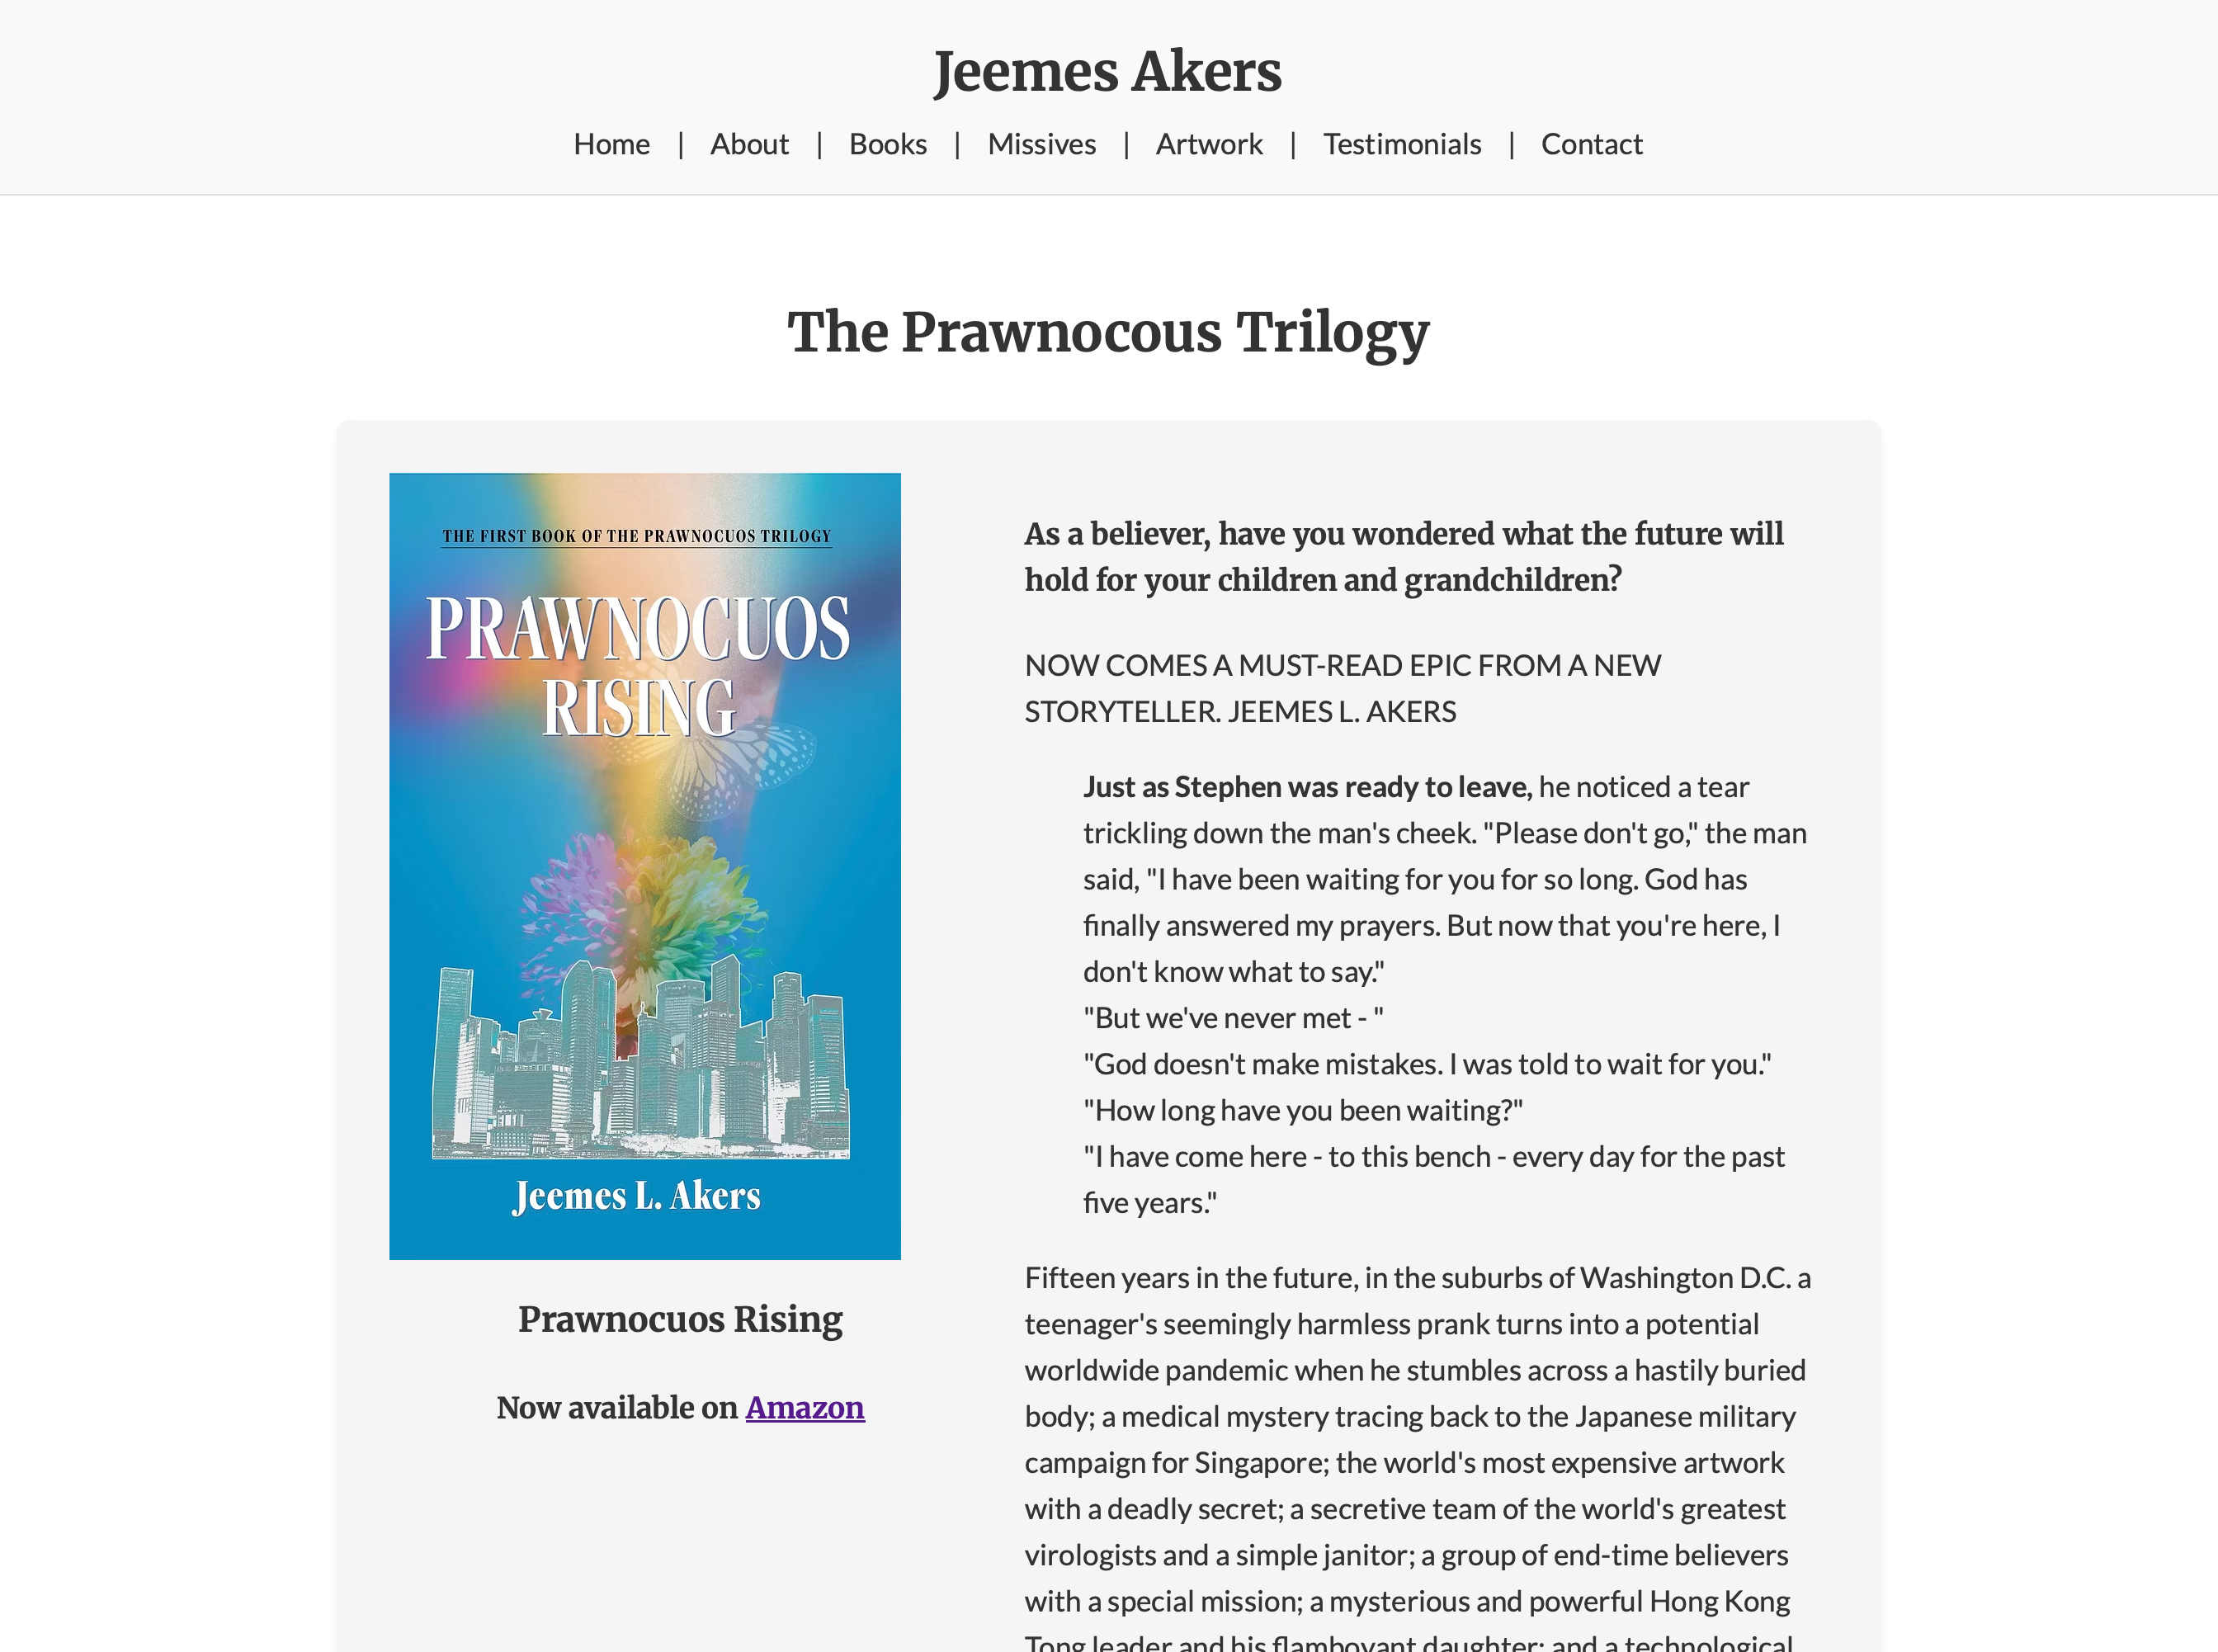 Jeemes Akers
Home | About | Books | Missives | Artwork | Testimonials | Contact
The Prawnocous Trilogy
THE FIRST BOOK OF THE PRAWNOCUOS TRILOGY
PRAWNOCUOS
RISING
Jeemes L. Akers
Prawnocuos Rising
Now available on Amazon
As a believer, have you wondered what the future will
hold for your children and grandchildren?
NOW COMES A MUST-READ EPIC FROM A NEW
STORYTELLER. JEEMES L. AKERS
Just as Stephen was ready to leave, he noticed a tear
trickling down the man's cheek. "Please don't go," the man
said, "I have been waiting for you for so long. God has
finally answered my prayers. But now that you're here, I
don't know what to say."
"But we've never met - "
"God doesn't make mistakes. I was told to wait for you."
"How long have you been waiting?"
"I have come here - to this bench - every day for the past
five years."
Fifteen years in the future, in the suburbs of Washington D.C. a
teenager's seemingly harmless prank turns into a potential
worldwide pandemic when he stumbles across a hastily buried
body; a medical mystery tracing back to the Japanese military
campaign for Singapore; the world's most expensive artwork
with a deadly secret; a secretive team of the world's greatest
virologists and a simple janitor; a group of end-time believers
with a special mission; a mysterious and powerful Hong Kong
Tong leader and his flamboyant daughter; and a technological